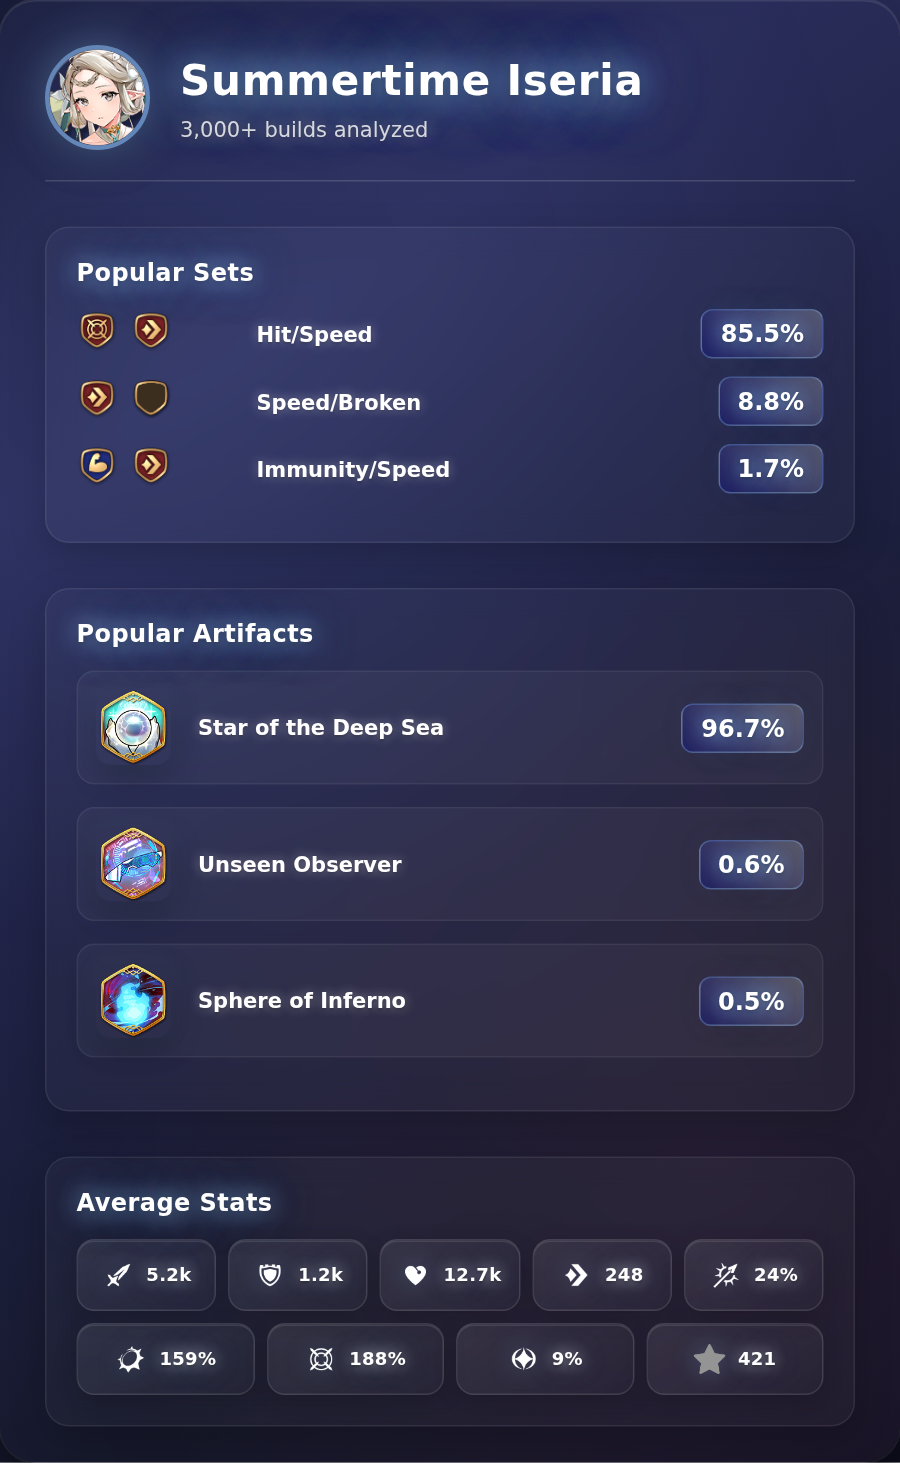 Summertime Iseria
3,000+ builds analyzed
Popular Sets
Hit/Speed 85.5%
Speed/Broken 8.8%
Immunity/Speed 1.7%
Popular Artifacts
Star of the Deep Sea 96.7%
Unseen Observer 0.6%
Sphere of Inferno 0.5%
Average Stats
5.2k 1.2k 12.7k 248 24%
159% 188% 9% 421